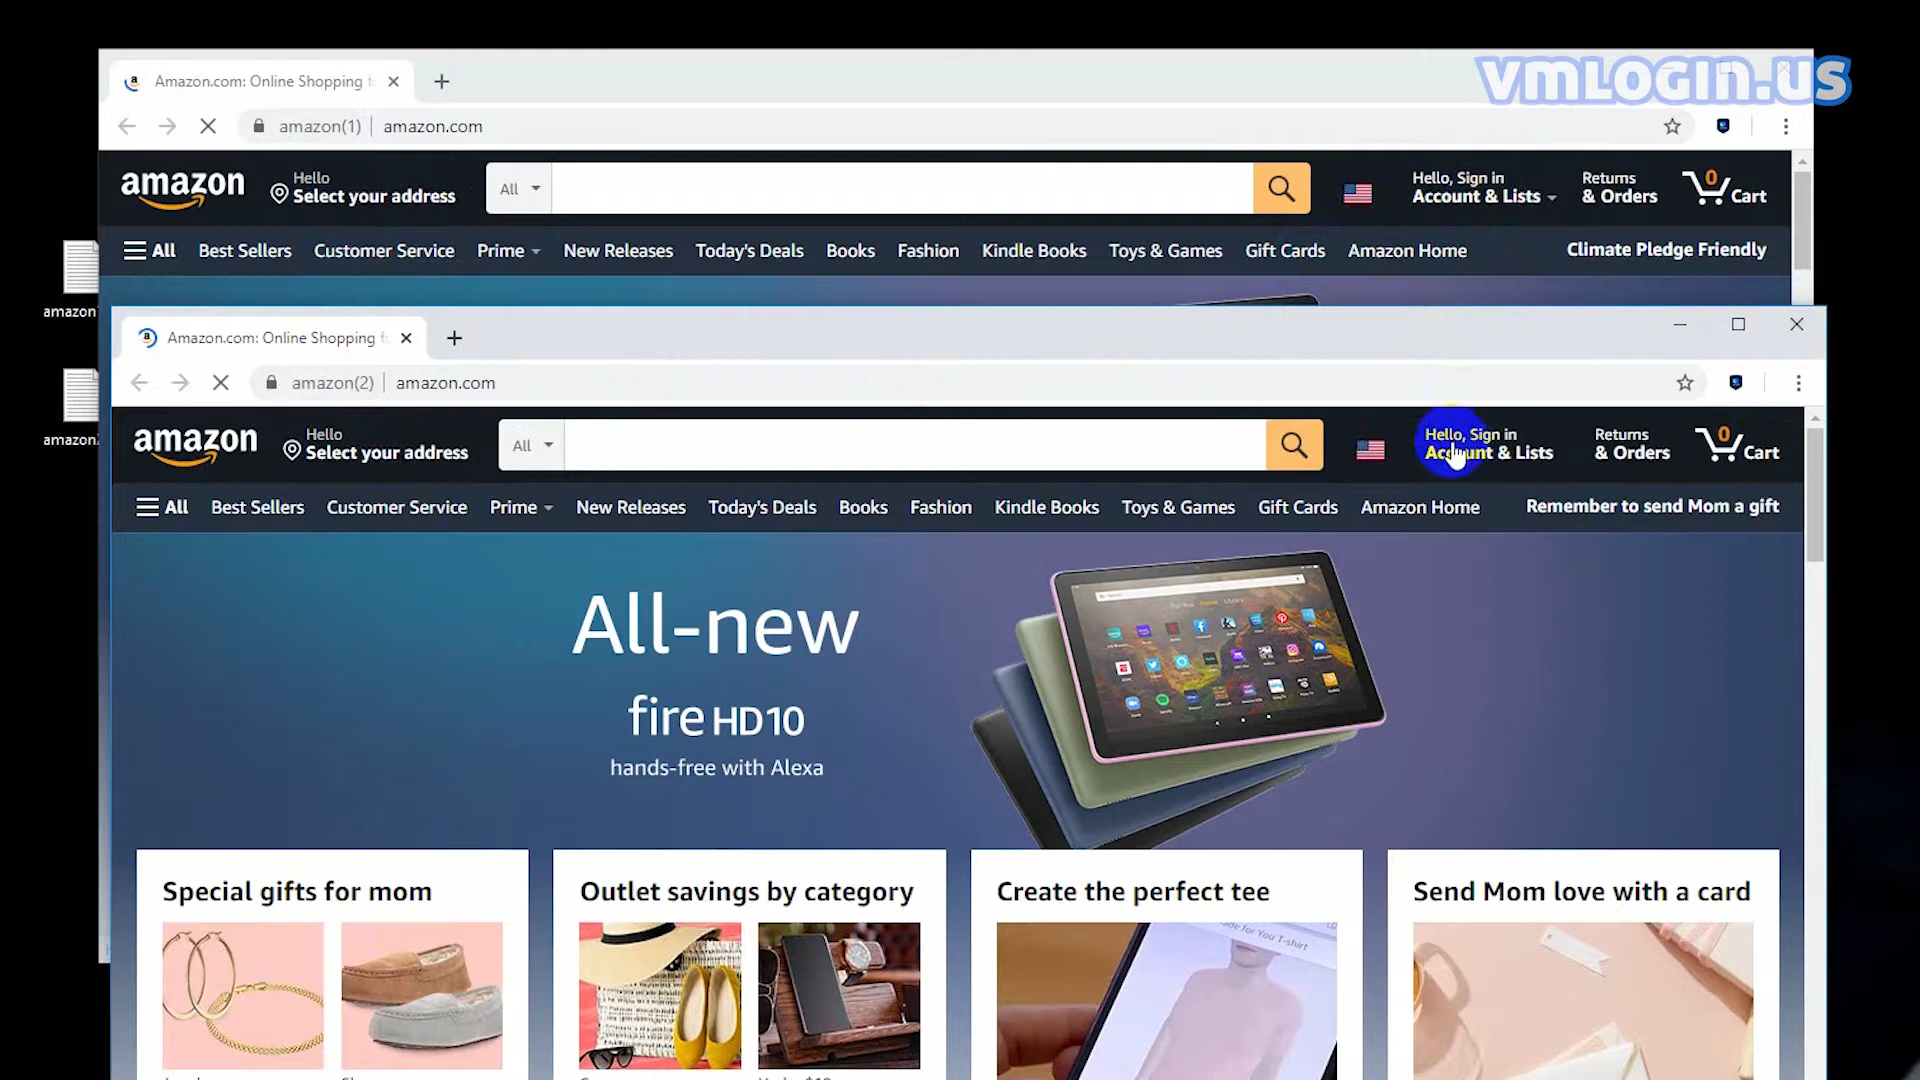 vmLOGIN.US
Amazon.com: Online Shopping f
amazon(1)
amazon.com
amazon
Hello
Select your address
All
Hello, Sign in
Account & Lists
Returns
& Orders
0
Cart
All
Best Sellers
Customer Service
Prime
New Releases
Today's Deals
Books
Fashion
Kindle Books
Toys & Games
Gift Cards
Amazon Home
Climate Pledge Friendly
amazon
amazon
Amazon.com: Online Shopping f
amazon(2)
amazon.com
amazon
Hello
Select your address
All
Hello, Sign in
Account & Lists
Returns
& Orders
0
Cart
All
Best Sellers
Customer Service
Prime
New Releases
Today's Deals
Books
Fashion
Kindle Books
Toys & Games
Gift Cards
Amazon Home
Remember to send Mom a gift
All-new
fire HD10
hands-free with Alexa
Special gifts for mom
Outlet savings by category
Create the perfect tee
Send Mom love with a card
for You T-shirt